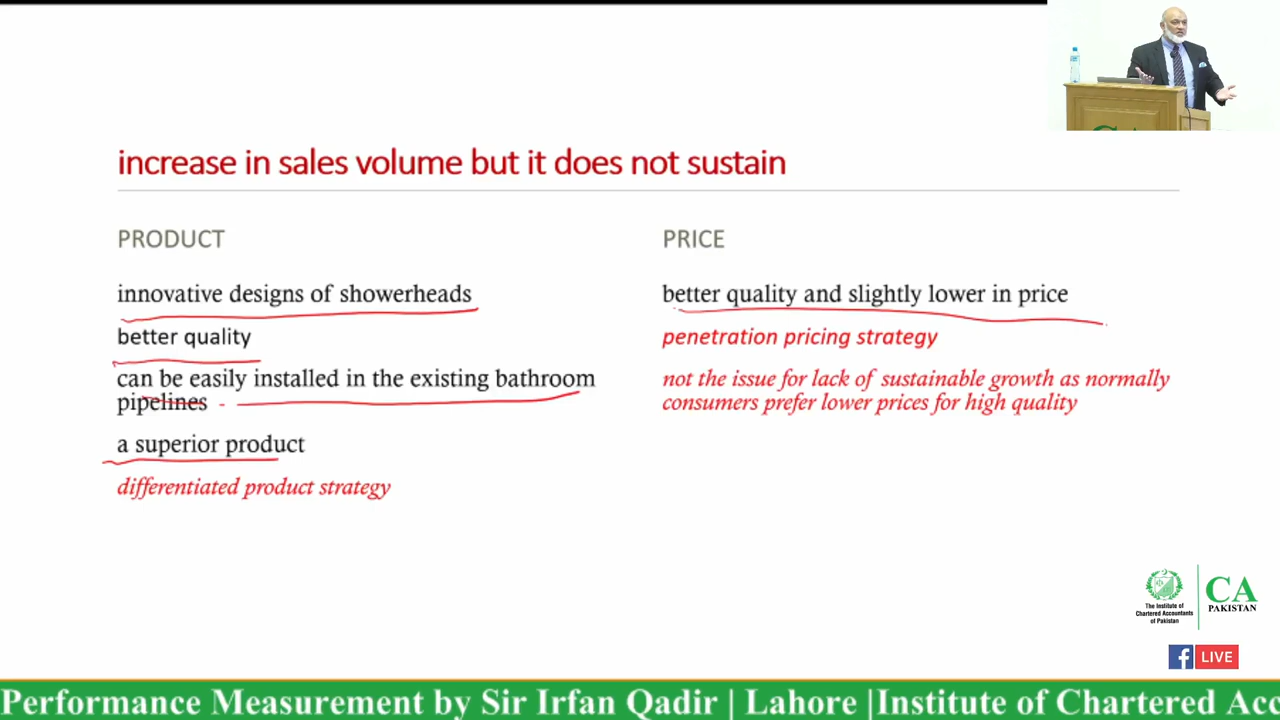 increase in sales volume but it does not sustain
PRODUCT
innovative designs of showerheads
better quality
can be easily installed in the existing bathroom
pipelines
a superior product
differentiated product strategy
PRICE
better quality and slightly lower in price
penetration pricing strategy
not the issue for lack of sustainable growth as normally
consumers prefer lower prices for high quality
The Institute of
Chartered Accountants
of Pakistan
CA
PAKISTAN
f LIVE
Performance Measurement by Sir Irfan Qadir | Lahore |Institute of Chartered Acc